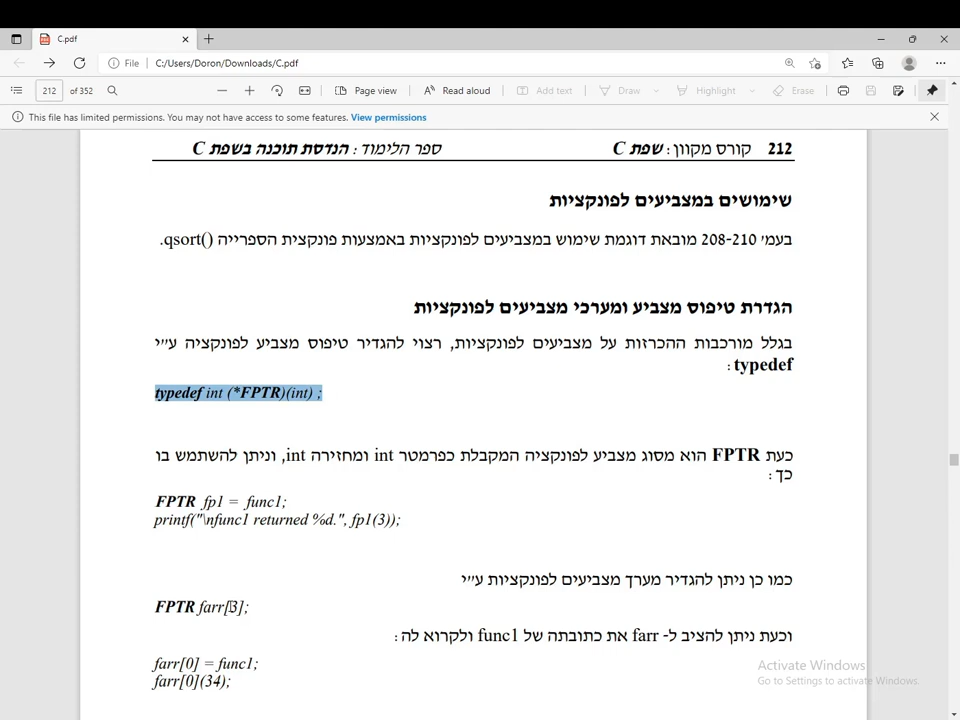 C.pdf
File C:/Users/Doron/Downloads/C.pdf
212 of 352 Page view Read aloud Add text Draw Highlight Erase
This file has limited permissions. You may not have access to some features. View permissions
212 קורס מקוון: שפת C ספר הלימוד: הנדסת תוכנה בשפת C
שימושים במצביעים לפונקציות
בעמ' 208-210 מובאת דוגמת שימוש במצביעים לפונקציות באמצעות פונקצית הספרייה qsort().
הגדרת טיפוס מצביע ומערכי מצביעים לפונקציות
בגלל מורכבות ההכרזות על מצביעים לפונקציות, רצוי להגדיר טיפוס מצביע לפונקציה ע"י
typedef :
typedef int (*FPTR)(int) ;
כעת FPTR הוא מסוג מצביע לפונקציה המקבלת כפרמטר int ומחזירה int, וניתן להשתמש בו
כך :
FPTR fp1 = func1;
printf("\nfunc1 returned %d.", fp1(3));
כמו כן ניתן להגדיר מערך מצביעים לפונקציות ע"י
FPTR farr[3];
וכעת ניתן להציב ל- farr את כתובתה של func1 ולקרוא לה :
farr[0] = func1;
farr[0](34);
Activate Windows
Go to Settings to activate Windows.